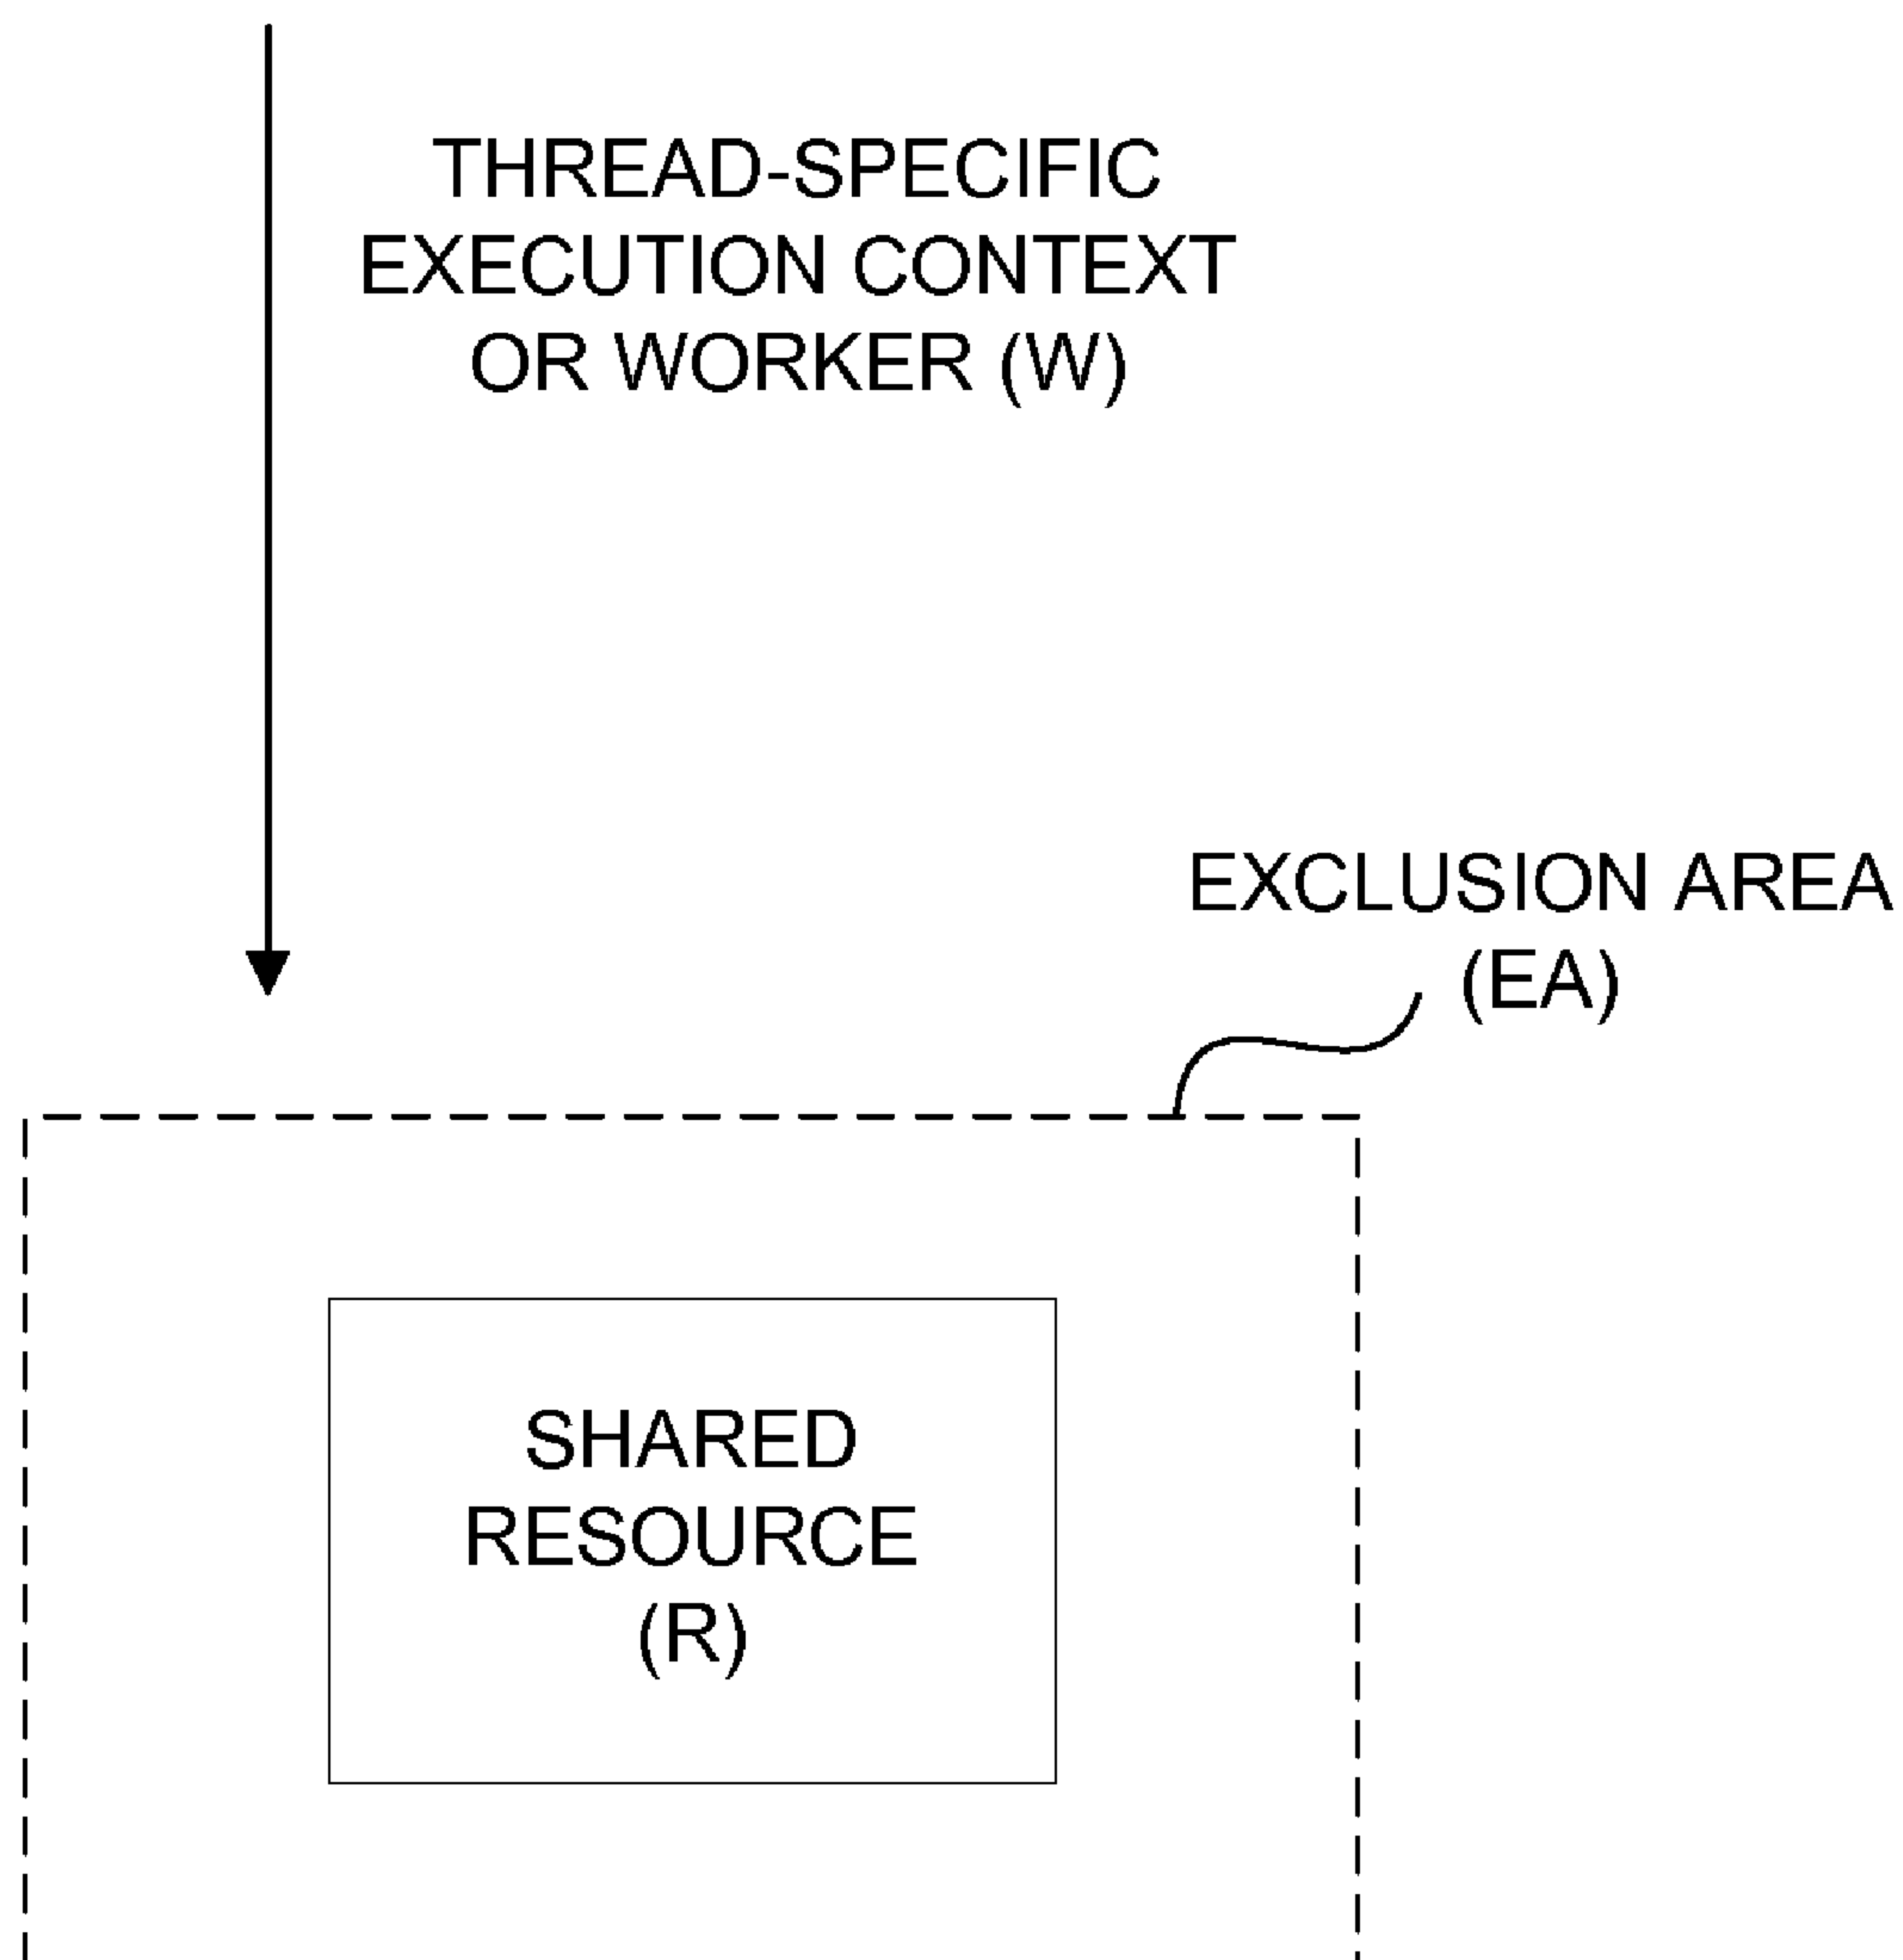 THREAD-SPECIFIC
EXECUTION CONTEXT
OR WORKER (W)
EXCLUSION AREA
(EA)
SHARED
RESOURCE
(R)